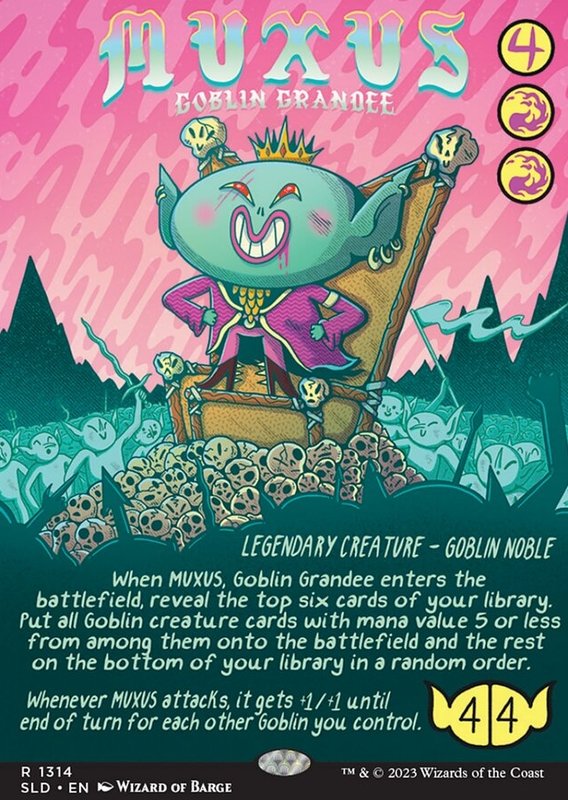 MUXUS
GOBLIN GRANDEE
4
LEGENDARY CREATURE – GOBLIN NOBLE
When MUXUS, Goblin Grandee enters the
battlefield, reveal the top six cards of your library.
Put all Goblin creature cards with mana value 5 or less
from among them onto the battlefield and the rest
on the bottom of your library in a random order.
Whenever MUXUS attacks, it gets +1/+1 until
end of turn for each other Goblin you control.
4 4
R 1314
SLD • EN WIZARD OF BARGE
™ & © 2023 Wizards of the Coast